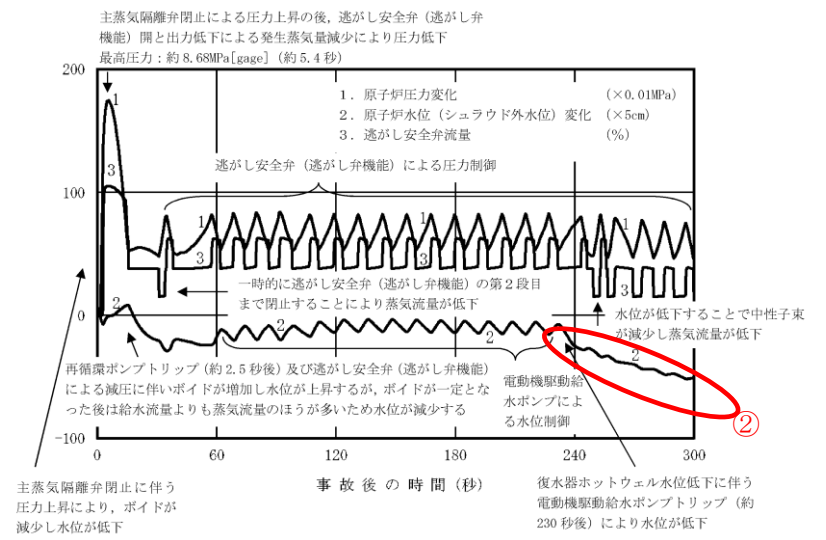 主蒸気隔離弁閉止による圧力上昇の後，逃がし安全弁（逃がし弁
機能）開と出力低下による発生蒸気量減少により圧力低下
最高圧力：約 8.68MPa[gage]（約 5.4 秒）
200
1
1．原子炉圧力変化 （×0.01MPa）
2．原子炉水位（シュラウド外水位）変化 （×5cm）
3．逃がし安全弁流量 （%）
3
逃がし安全弁（逃がし弁機能）による圧力制御
100
1
1
1
3
3
3
一時的に逃がし安全弁（逃がし弁機能）の第２段目
まで閉止することにより蒸気流量が低下
水位が低下することで中性子束
が減少し蒸気流量が低下
2
0
2
2
2
再循環ポンプトリップ（約 2.5 秒後）及び逃がし安全弁（逃がし弁機能）
による減圧に伴いボイドが増加し水位が上昇するが，ボイドが一定とな
った後は給水流量よりも蒸気流量のほうが多いため水位が減少する
電動機駆動給
水ポンプによ
る水位制御
②
-100
0
60
120
180
240
300
事故後の時間（秒）
主蒸気隔離弁閉止に伴う
圧力上昇により，ボイドが
減少し水位が低下
復水器ホットウェル水位低下に伴う
電動機駆動給水ポンプトリップ（約
230 秒後）により水位が低下